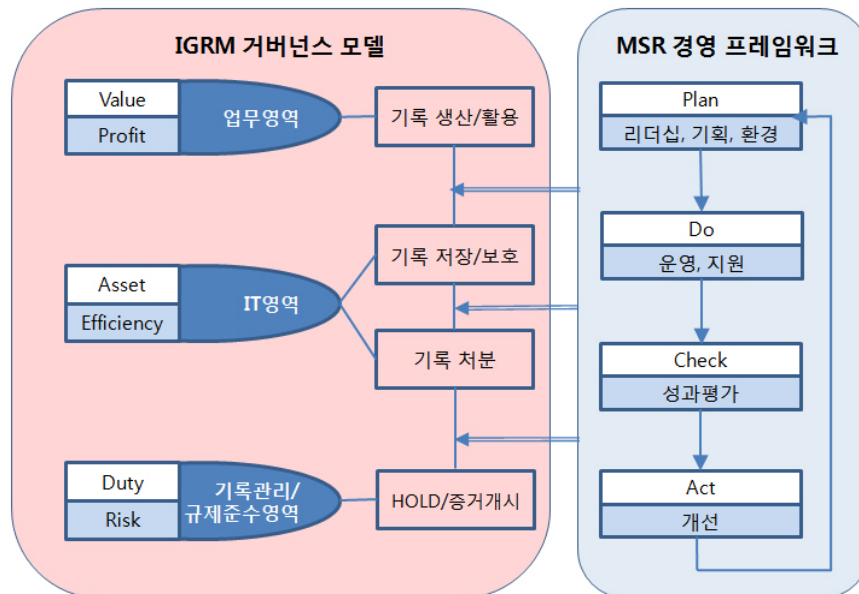 IGRM 거버넌스 모델
Value
Profit
업무영역
기록 생산/활용
Asset
Efficiency
IT영역
기록 저장/보호
기록 처분
Duty
Risk
기록관리/
규제준수영역
HOLD/증거개시
MSR 경영 프레임워크
Plan
리더십, 기획, 환경
Do
운영, 지원
Check
성과평가
Act
개선